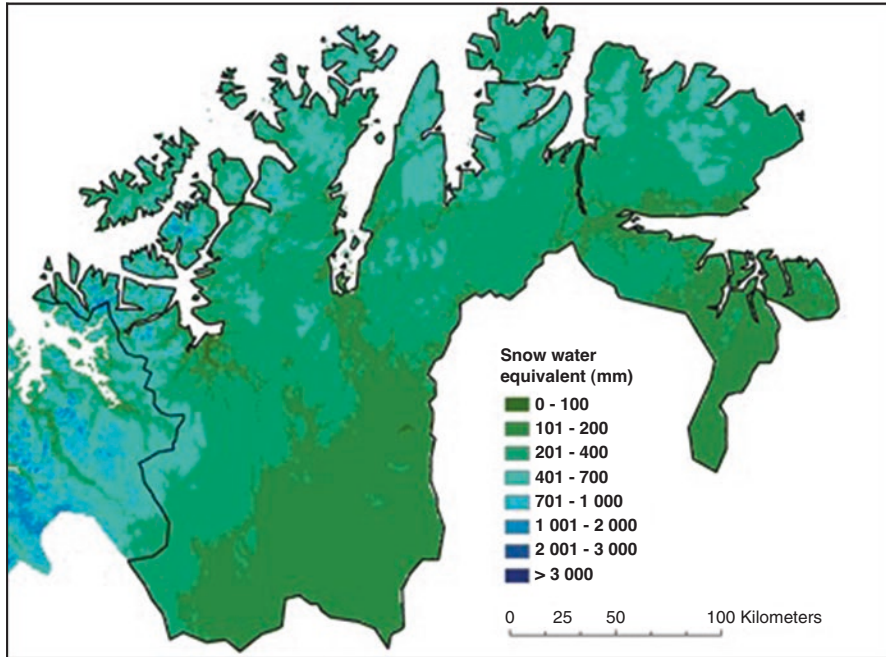 Snow water
equivalent (mm)
0 - 100
101 - 200
201 - 400
401 - 700
701 - 1 000
1 001 - 2 000
2 001 - 3 000
> 3 000
0 25 50 100 Kilometers